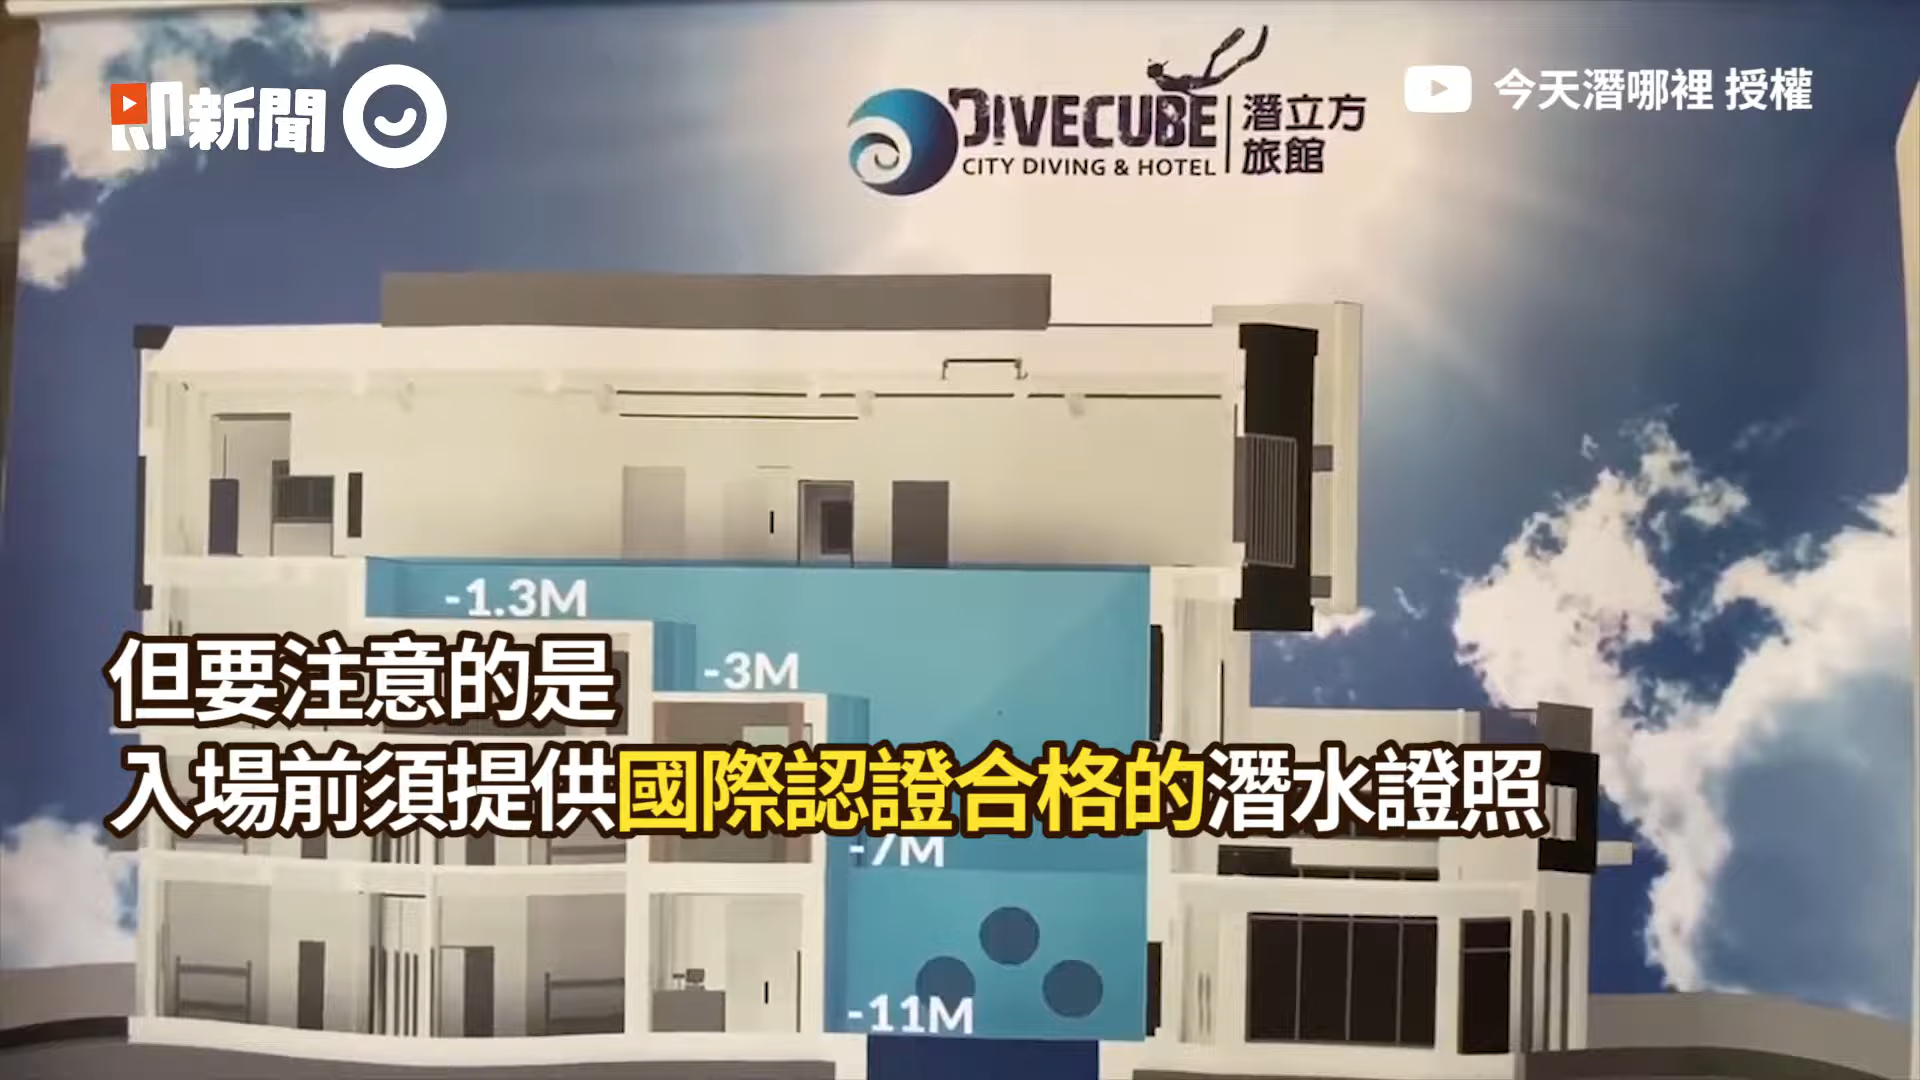 即新聞
DIVECUBE
CITY DIVING & HOTEL
潛立方
旅館
今天潛哪裡 授權
-1.3M
-3M
但要注意的是
入場前須提供國際認證合格的潛水證照
-7M
-11M